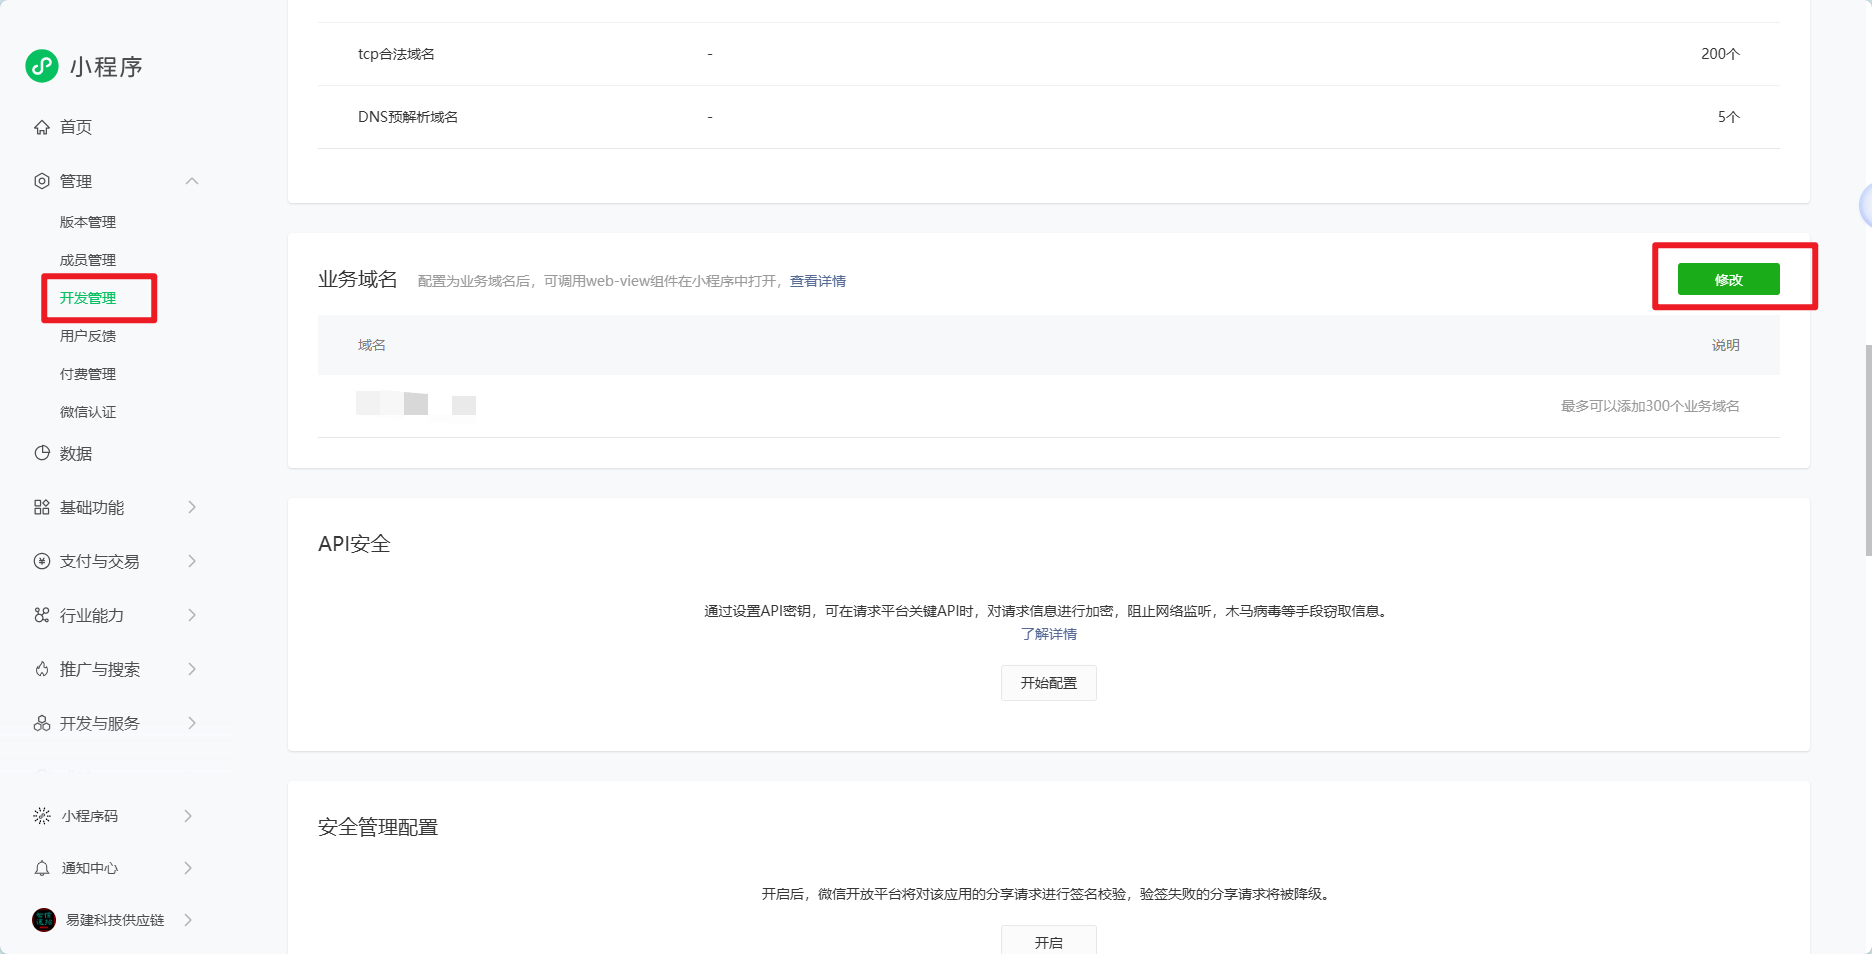 小程序
首页
管理
版本管理
成员管理
开发管理
用户反馈
付费管理
微信认证
数据
基础功能
支付与交易
行业能力
推广与搜索
开发与服务
小程序码
通知中心
易建科技供应链
tcp合法域名 - 200个
DNS预解析域名 - 5个
业务域名 配置为业务域名后，可调用web-view组件在小程序中打开，查看详情 修改
域名 说明
最多可以添加300个业务域名
API安全
通过设置API密钥，可在请求平台关键API时，对请求信息进行加密，阻止网络监听，木马病毒等手段窃取信息。
了解详情
开始配置
安全管理配置
开启后，微信开放平台将对该应用的分享请求进行签名校验，验签失败的分享请求将被降级。
开启